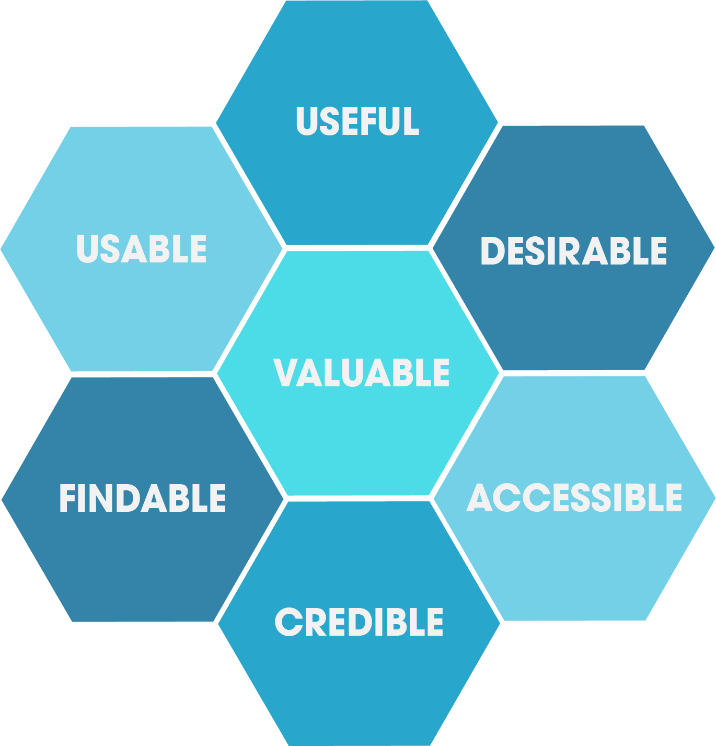 USEFUL
USABLE
DESIRABLE
VALUABLE
FINDABLE
ACCESSIBLE
CREDIBLE